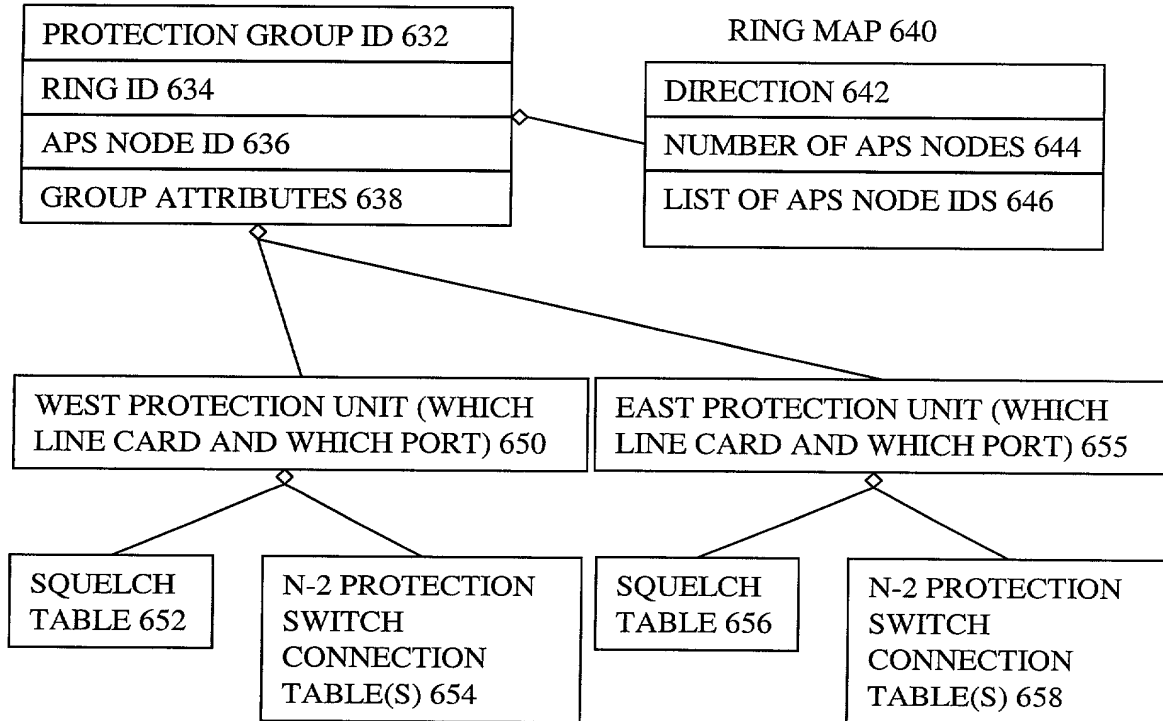 PROTECTION GROUP ID 632
RING ID 634
APS NODE ID 636
GROUP ATTRIBUTES 638
RING MAP 640
DIRECTION 642
NUMBER OF APS NODES 644
LIST OF APS NODE IDS 646
WEST PROTECTION UNIT (WHICH
LINE CARD AND WHICH PORT) 650
EAST PROTECTION UNIT (WHICH
LINE CARD AND WHICH PORT) 655
SQUELCH
TABLE 652
N-2 PROTECTION
SWITCH
CONNECTION
TABLE(S) 654
SQUELCH
TABLE 656
N-2 PROTECTION
SWITCH
CONNECTION
TABLE(S) 658